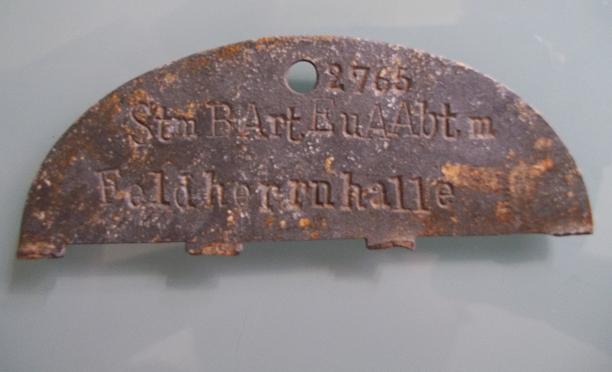 2765
Stm B Art E u A Abt. m
Feldherrnhalle